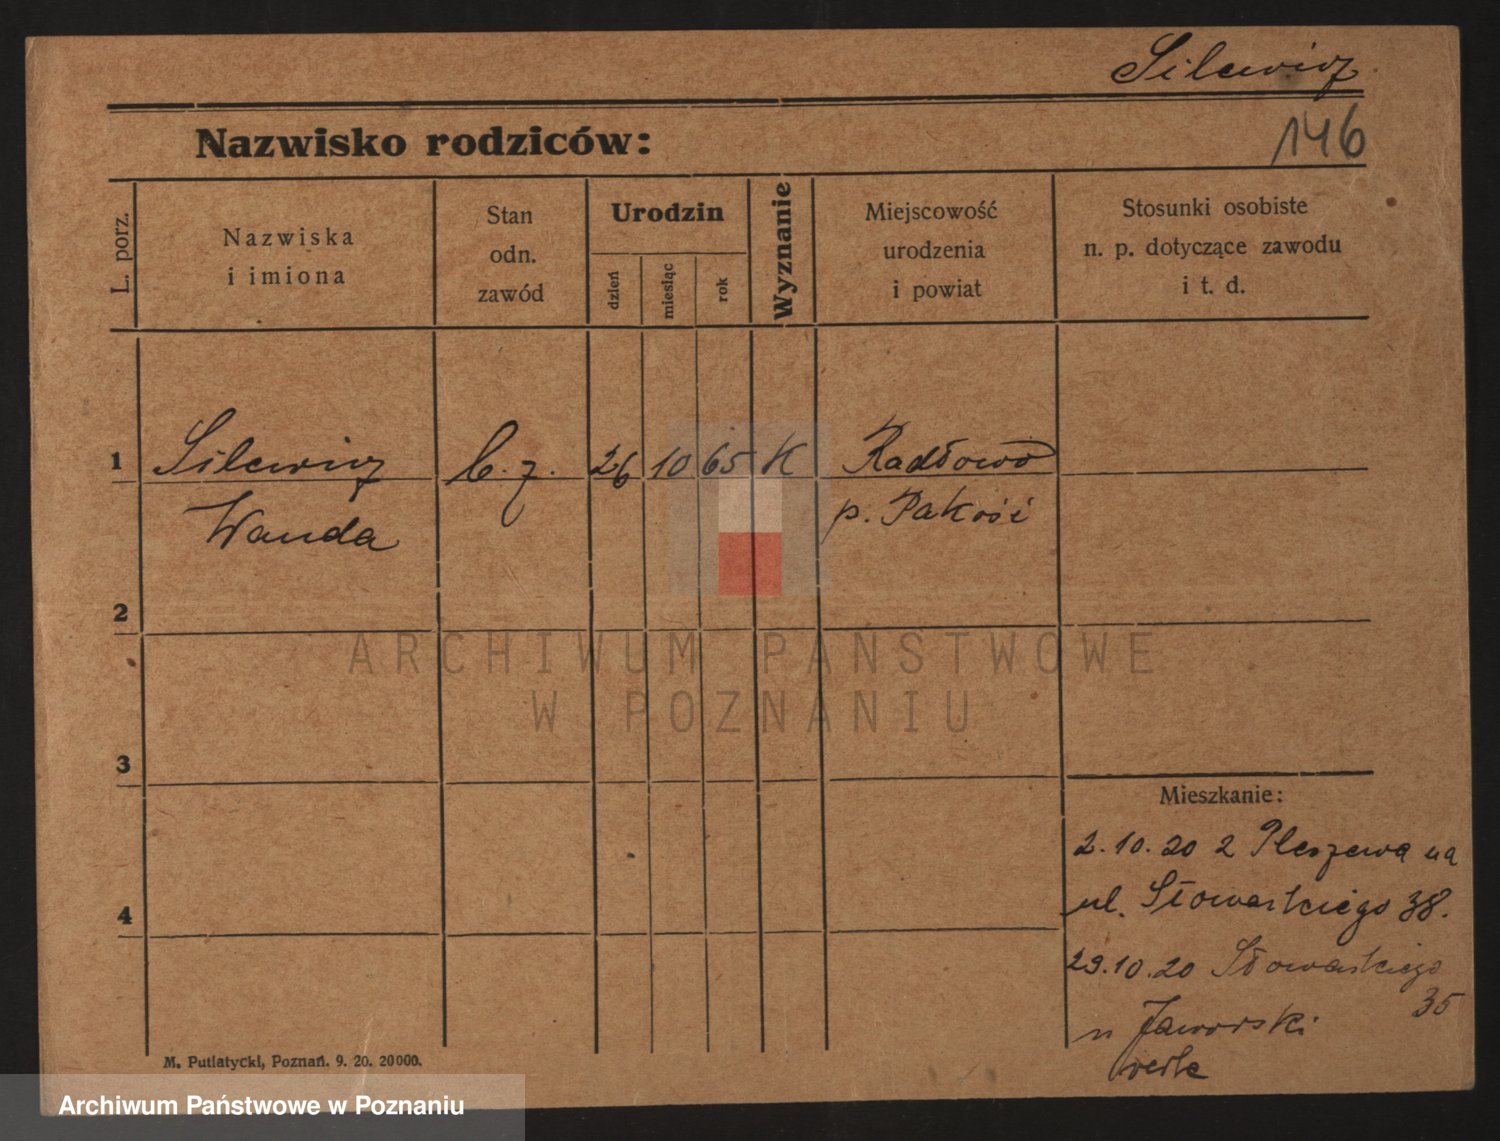 Silewicz
146
Nazwisko rodziców:
L. porz.
Nazwiska
i imiona
Stan
odn.
zawód
Urodzin
dzień
miesiąc
rok
Wyznanie
Miejscowość
urodzenia
i powiat
Stosunki osobiste
n. p. dotyczące zawodu
i t. d.
1
Silewicz b. z. 26 10 65 K Radłowo
Wanda p. Pakość
2
ARCHIWUM PAŃSTWOWE
W POZNANIU
3
Mieszkanie:
2.10.20 z Pleszewa na
ul. Słowackiego 38.
4
29.10.20 Słowackiego
35
Jaworski
M. Putiatycki, Poznań. 9. 20. 20000.
Archiwum Państwowe w Poznaniu